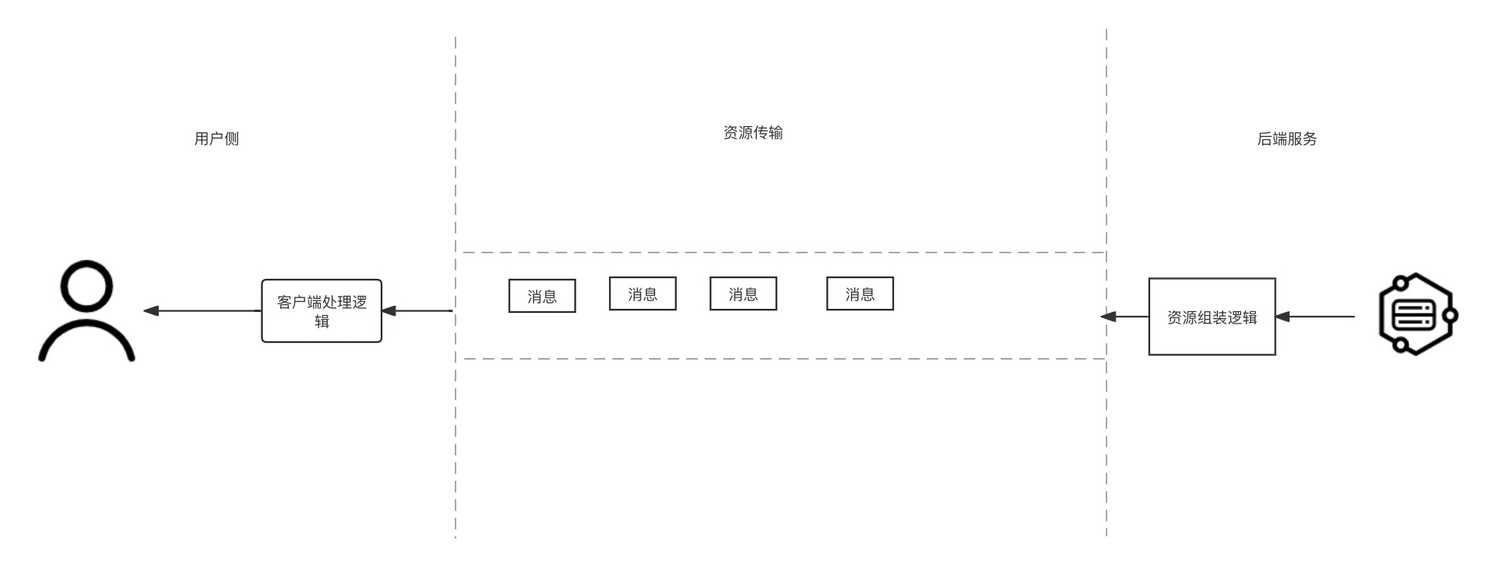 用户侧
资源传输
后端服务
客户端处理逻
辑
消息
消息
消息
消息
资源组装逻辑